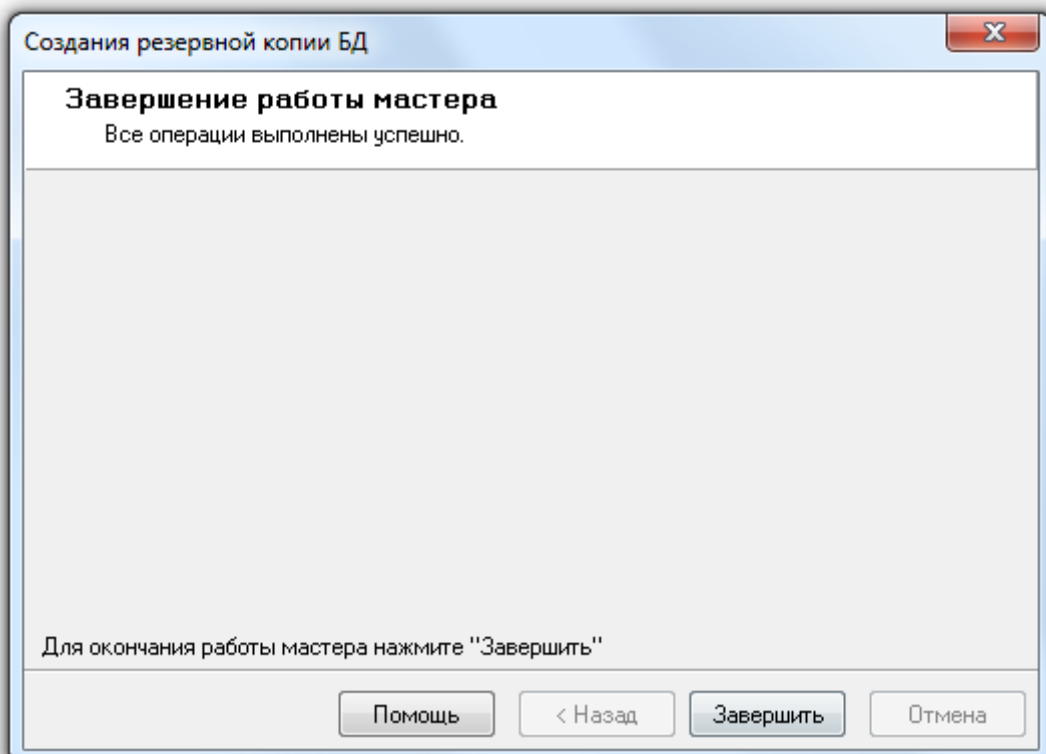 Создания резервной копии БД
Завершение работы мастера
Все операции выполнены успешно.
Для окончания работы мастера нажмите "Завершить"
Помощь < Назад Завершить Отмена